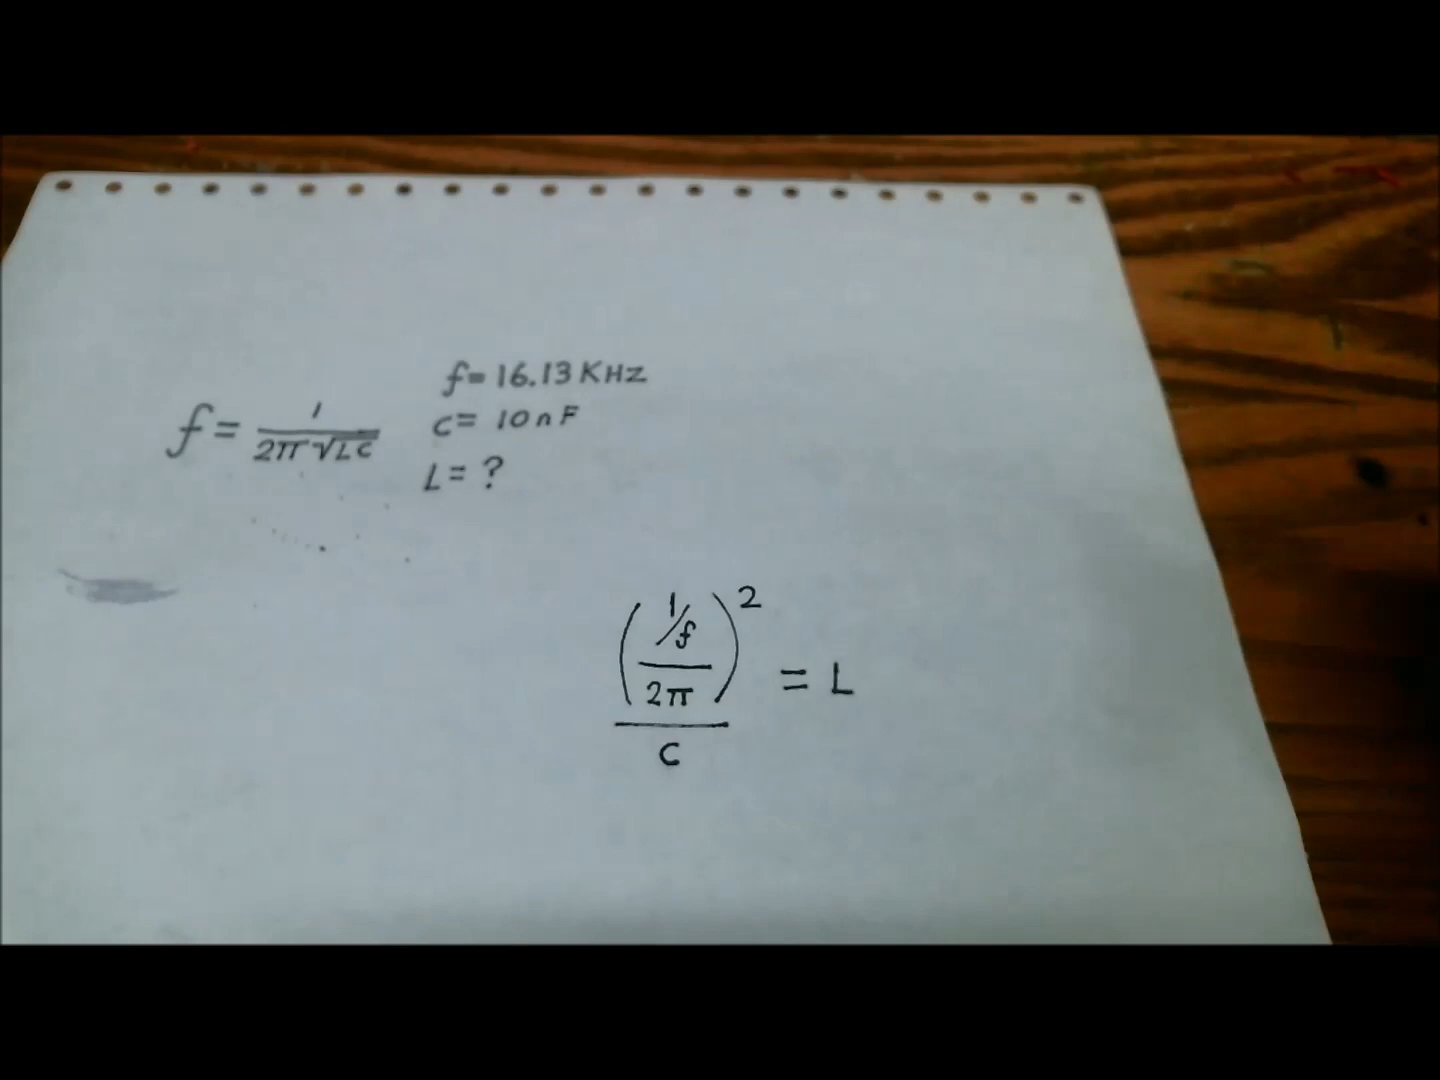 f = 1/(2π√LC)
f= 16.13 KHz
C= 10nF
L= ?
((1/f)/(2π))² / C = L